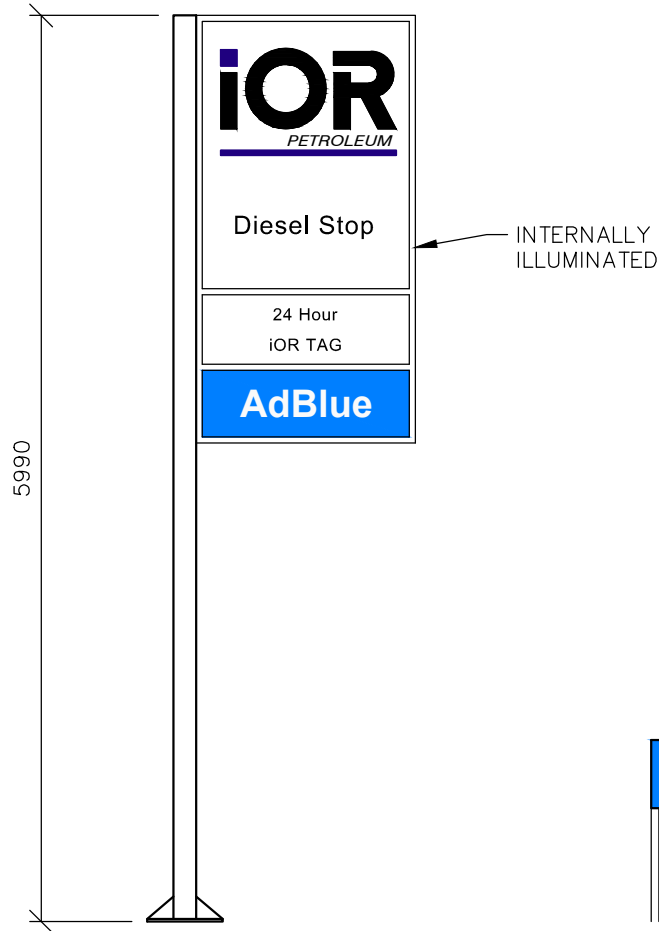 iOR
PETROLEUM
Diesel Stop
INTERNALLY
ILLUMINATED
24 Hour
iOR TAG
AdBlue
5990